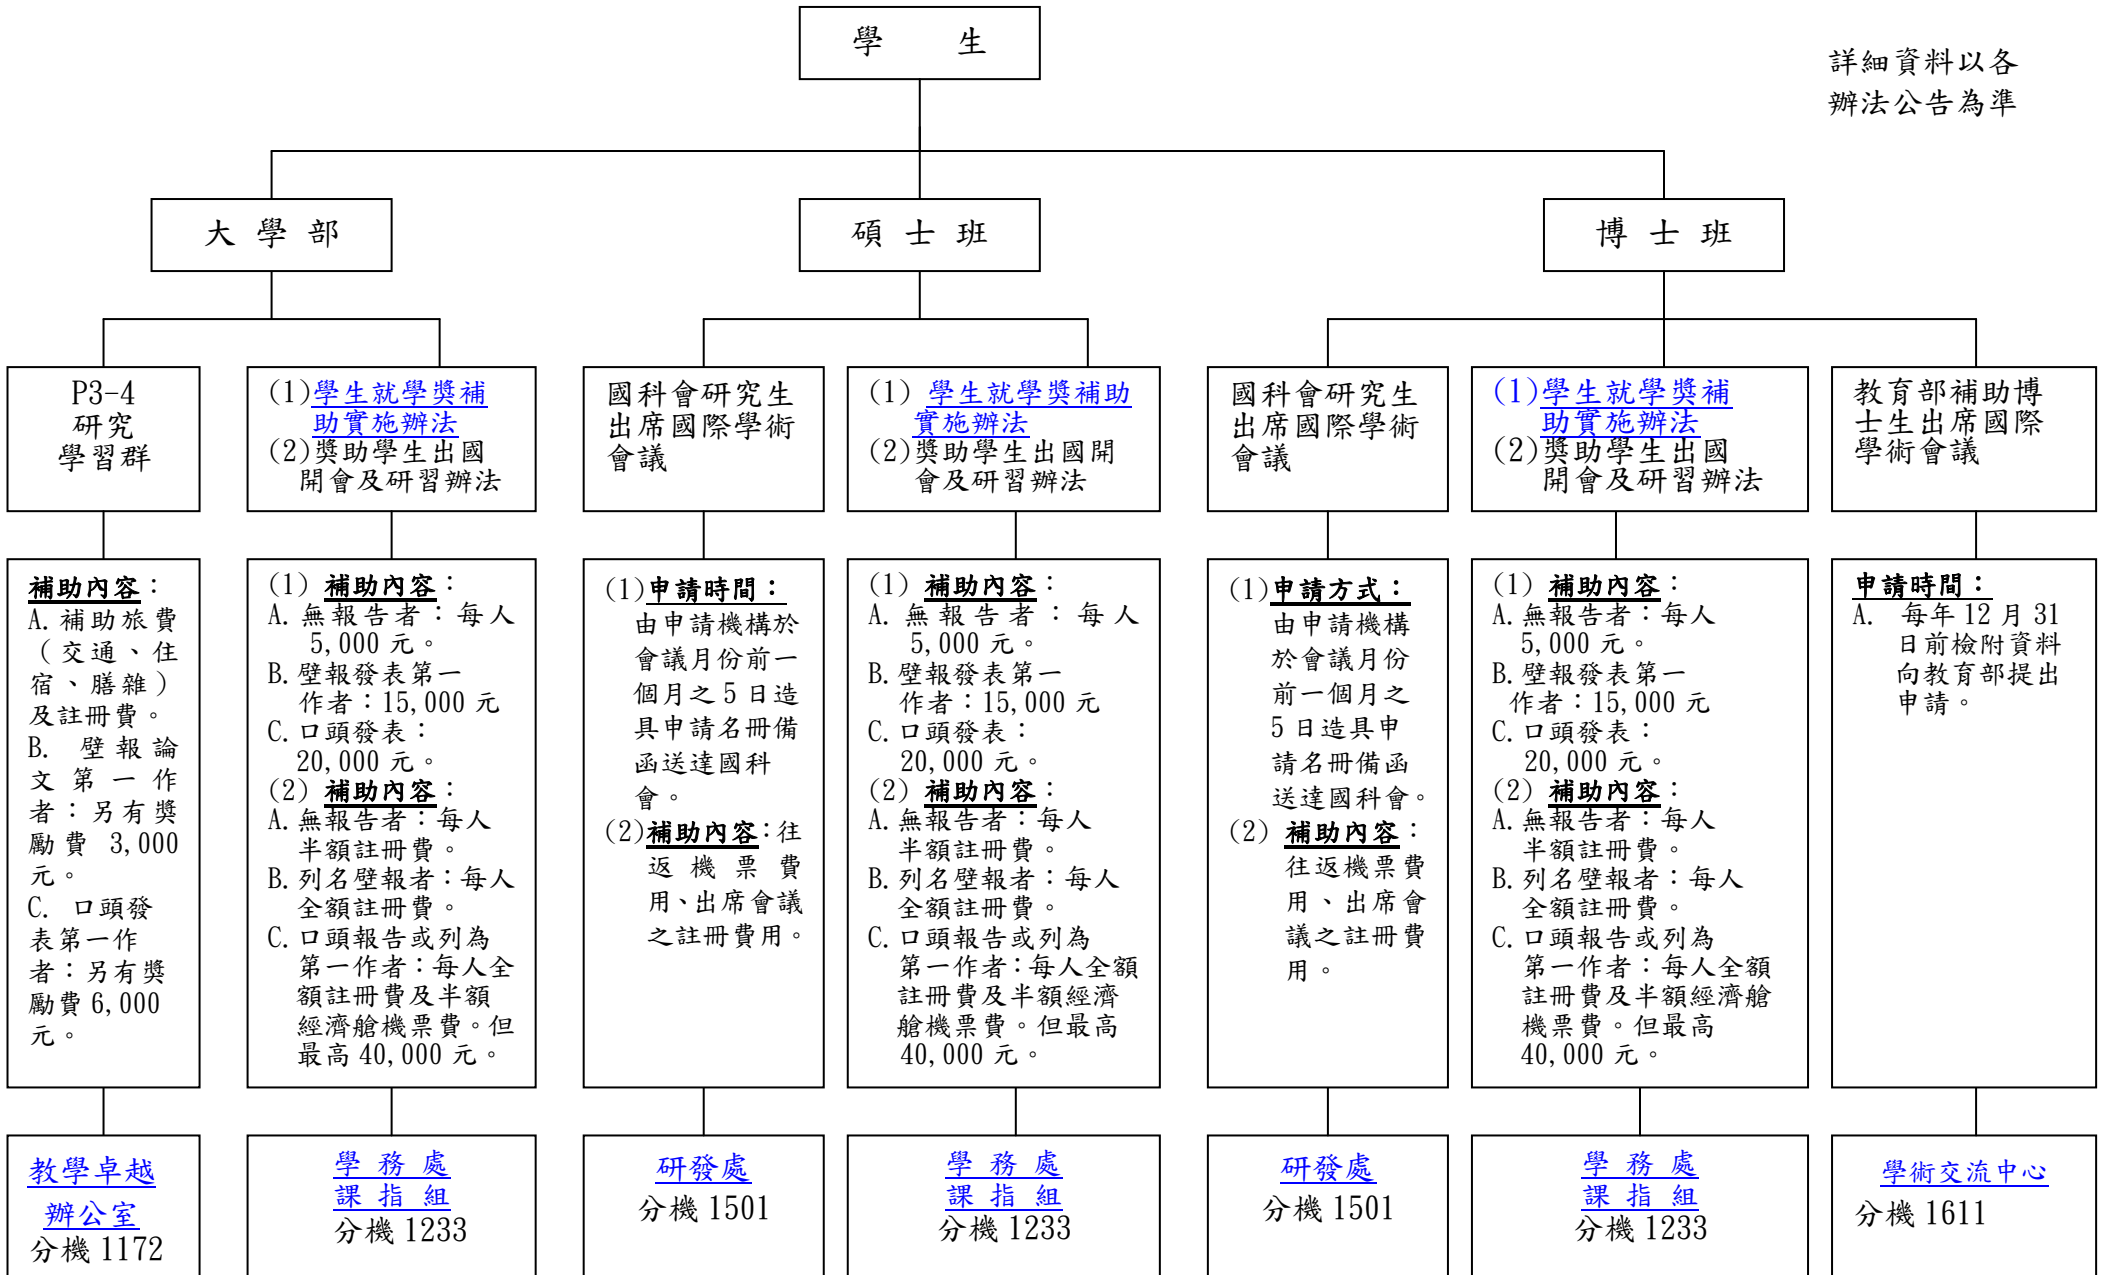 學 生
詳細資料以各
辦法公告為準
大 學 部
碩 士 班
博 士 班
P3-4
研究
學習群
(1)學生就學獎補
助實施辦法
(2)獎助學生出國
開會及研習辦法
國科會研究生
出席國際學術
會議
(1) 學生就學獎補助
實施辦法
(2)獎助學生出國開
會及研習辦法
國科會研究生
出席國際學術
會議
(1)學生就學獎補
助實施辦法
(2)獎助學生出國
開會及研習辦法
教育部補助博
士生出席國際
學術會議
補助內容：
A.補助旅費
（交通、住
宿、膳雜）
及註冊費。
B. 壁報論
文第一作
者：另有獎
勵費 3,000
元。
C. 口頭發
表第一作
者：另有獎
勵費 6,000
元。
(1) 補助內容：
A.無報告者：每人
5,000 元。
B.壁報發表第一
作者：15,000 元
C.口頭發表：
20,000 元。
(2) 補助內容：
A.無報告者：每人
半額註冊費。
B.列名壁報者：每人
全額註冊費。
C.口頭報告或列為
第一作者：每人全
額註冊費及半額
經濟艙機票費。但
最高 40,000 元。
(1)申請時間：
由申請機構於
會議月份前一
個月之 5 日造
具申請名冊備
函送達國科
會。
(2)補助內容：往
返機票費
用、出席會議
之註冊費用。
(1) 補助內容：
A.無報告者：每人
5,000 元。
B.壁報發表第一
作者：15,000 元
C.口頭發表：
20,000 元。
(2) 補助內容：
A.無報告者：每人
半額註冊費。
B.列名壁報者：每人
全額註冊費。
C.口頭報告或列為
第一作者：每人全額
註冊費及半額經濟
艙機票費。但最高
40,000 元。
(1)申請方式：
由申請機構
於會議月份
前一個月之
5 日造具申
請名冊備函
送達國科會。
(2) 補助內容：
往返機票費
用、出席會
議之註冊費
用。
(1) 補助內容：
A.無報告者：每人
5,000 元。
B.壁報發表第一
作者：15,000 元
C.口頭發表：
20,000 元。
(2) 補助內容：
A.無報告者：每人
半額註冊費。
B.列名壁報者：每人
全額註冊費。
C.口頭報告或列為
第一作者：每人全額
註冊費及半額經濟艙
機票費。但最高
40,000 元。
申請時間：
A. 每年 12 月 31
日前檢附資料
向教育部提出
申請。
教學卓越
辦公室
分機 1172
學 務 處
課 指 組
分機 1233
研發處
分機 1501
學 務 處
課 指 組
分機 1233
研發處
分機 1501
學 務 處
課 指 組
分機 1233
學術交流中心
分機 1611